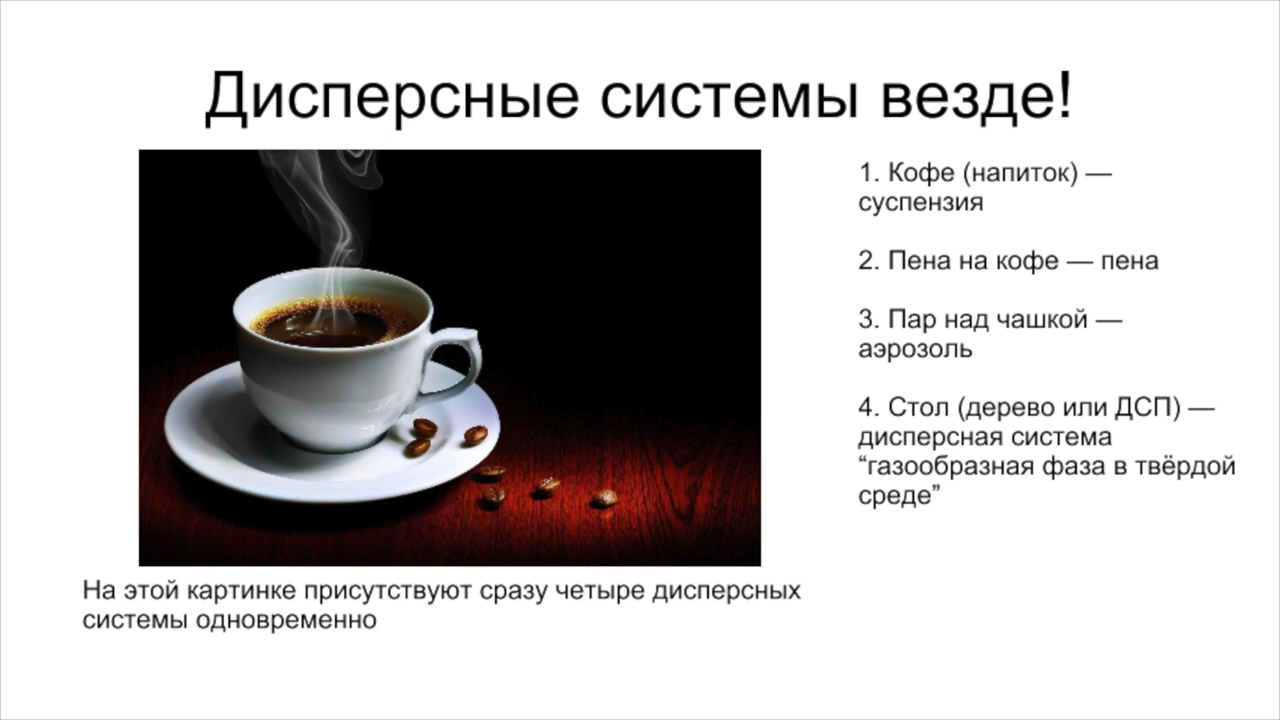 Дисперсные системы везде!
1. Кофе (напиток) —
суспензия
2. Пена на кофе — пена
3. Пар над чашкой —
аэрозоль
4. Стол (дерево или ДСП) —
дисперсная система
“газообразная фаза в твёрдой
среде”
На этой картинке присутствуют сразу четыре дисперсных
системы одновременно